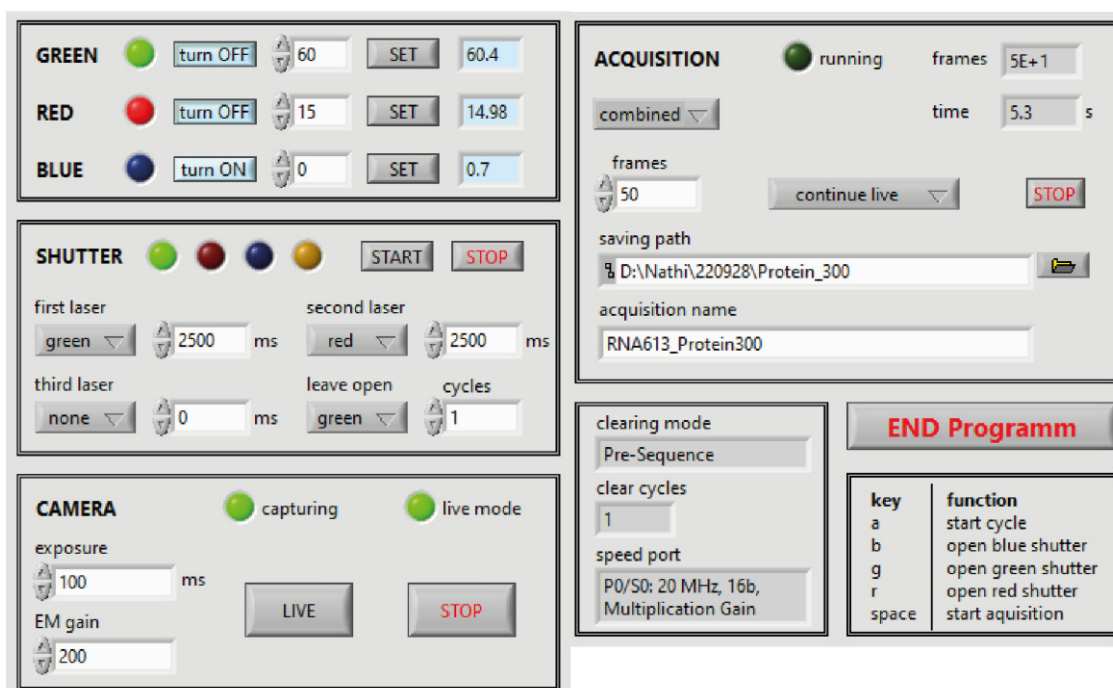 GREEN turn OFF 60 SET 60.4
RED turn OFF 15 SET 14.98
BLUE turn ON 0 SET 0.7
SHUTTER START STOP
first laser second laser
green 2500 ms red 2500 ms
third laser leave open cycles
none 0 ms green 1
CAMERA capturing live mode
exposure
100 ms
LIVE STOP
EM gain
200
ACQUISITION running frames 5E+1
combined time 5.3 s
frames
50 continue live STOP
saving path
D:\Nathi\220928\Protein_300
acquisition name
RNA613_Protein300
clearing mode
Pre-Sequence
clear cycles
1
speed port
P0/S0: 20 MHz, 16b,
Multiplication Gain
END Programm
key function
a start cycle
b open blue shutter
g open green shutter
r open red shutter
space start aquisition